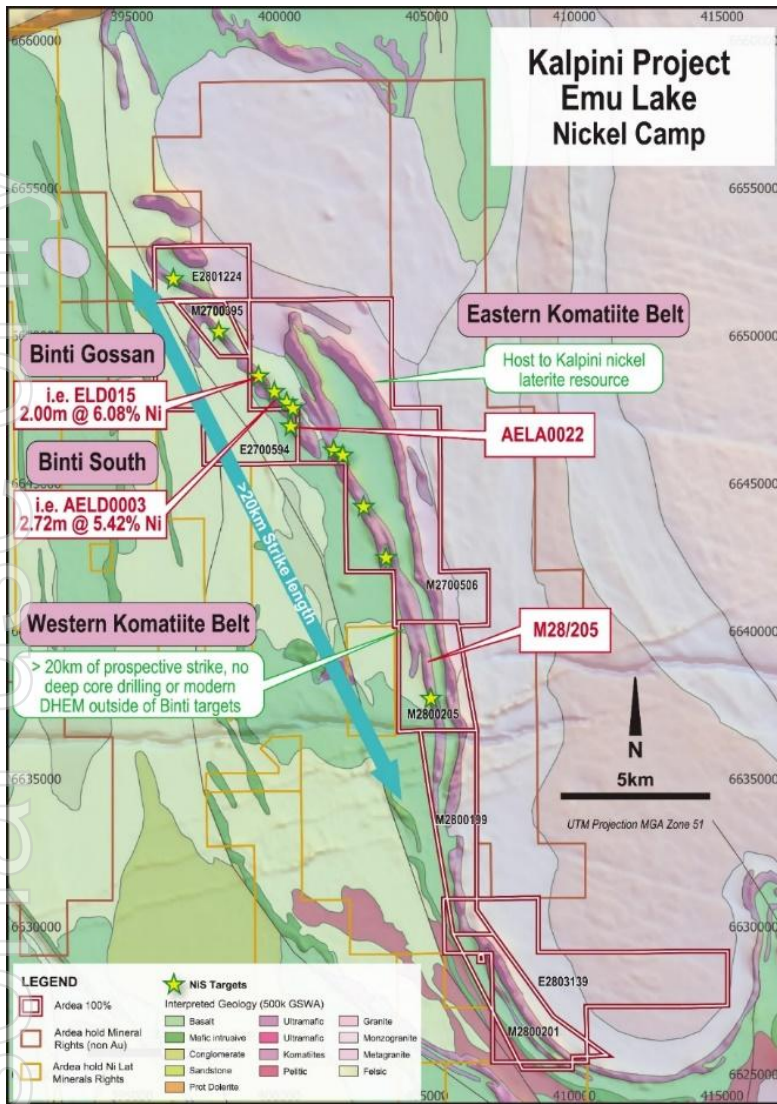 395000 400000 405000 410000 415000
6660000
Kalpini Project
Emu Lake
Nickel Camp
6655000 6655000
E2801224
M2700395
Eastern Komatiite Belt
6650000
Host to Kalpini nickel
laterite resource
Binti Gossan
i.e. ELD015
2.00m @ 6.08% Ni
AELA0022
E2700594
Binti South
i.e. AELD0003
2.72m @ 5.42% Ni
6645000
>20km Strike length
M2700506
Western Komatiite Belt
M28/205
6640000
> 20km of prospective strike, no
deep core drilling or modern
DHEM outside of Binti targets
M2800205
N
5km
UTM Projection MGA Zone 51
6635000 6635000
M2800199
6630000 6630000
E2803139
M2800201
LEGEND
Ardea 100%
Ardea hold Mineral
Rights (non Au)
Ardea hold Ni Lat
Minerals Rights
NiS Targets
Interpreted Geology (500k GSWA)
Basalt
Mafic intrusive
Conglomerate
Sandstone
Prot Dolerite
Ultramafic
Ultramafic
Komatiites
Pelitic
Granite
Monzogranite
Metagranite
Felsic
6625000
405000 410000 415000